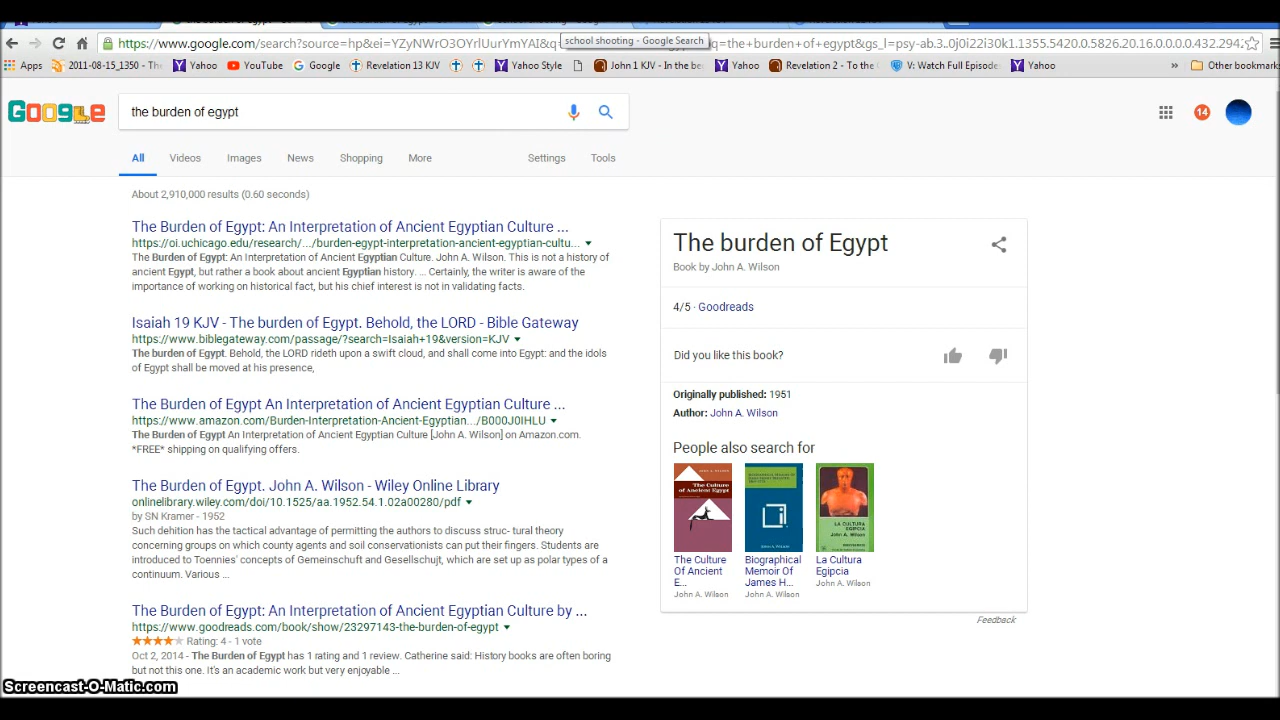 school shooting - Google Search
https://www.google.com/search?source=hp&ei=YZyNWrO3OYrlUurYmYAI&q
q=the+burden+of+egypt&gs_l=psy-ab.3..0j0i22i30k1.1355.5420.0.5826.20.16.0.0.0.0.432.294
Apps
2011-08-15_1350 - The
Yahoo
YouTube
Google
Revelation 13 KJV
Yahoo Style
John 1 KJV - In the be
Yahoo
Revelation 2 - To the
V: Watch Full Episode
Yahoo
»
Other bookmarks
Google
the burden of egypt
14
All
Videos
Images
News
Shopping
More
Settings
Tools
About 2,910,000 results (0.60 seconds)
The Burden of Egypt: An Interpretation of Ancient Egyptian Culture ...
https://oi.uchicago.edu/research/.../burden-egypt-interpretation-ancient-egyptian-cultu...
The Burden of Egypt: An Interpretation of Ancient Egyptian Culture. John A. Wilson. This is not a history of
ancient Egypt, but rather a book about ancient Egyptian history. ... Certainly, the writer is aware of the
importance of working on historical fact, but his chief interest is not in validating facts.
Isaiah 19 KJV - The burden of Egypt. Behold, the LORD - Bible Gateway
https://www.biblegateway.com/passage/?search=Isaiah+19&version=KJV
The burden of Egypt. Behold, the LORD rideth upon a swift cloud, and shall come into Egypt: and the idols
of Egypt shall be moved at his presence,
The Burden of Egypt An Interpretation of Ancient Egyptian Culture ...
https://www.amazon.com/Burden-Interpretation-Ancient-Egyptian.../B000J0IHLU
The Burden of Egypt An Interpretation of Ancient Egyptian Culture [John A. Wilson] on Amazon.com.
*FREE* shipping on qualifying offers.
The Burden of Egypt. John A. Wilson - Wiley Online Library
onlinelibrary.wiley.com/doi/10.1525/aa.1952.54.1.02a00280/pdf
by SN Kramer - 1952
Such dehition has the tactical advantage of permitting the authors to discuss struc- tural theory
concerning groups on which county agents and soil conservationists can put their fingers. Students are
introduced to Toennies' concepts of Gemeinschuft and Gesellschujt, which are set up as polar types of a
continuum. Various ...
The Burden of Egypt: An Interpretation of Ancient Egyptian Culture by ...
https://www.goodreads.com/book/show/23297143-the-burden-of-egypt
Rating: 4 - 1 vote
Oct 2, 2014 - The Burden of Egypt has 1 rating and 1 review. Catherine said: History books are often boring
but not this one. It's an academic work but very enjoyable ...
The burden of Egypt
Book by John A. Wilson
4/5 · Goodreads
Did you like this book?
Originally published: 1951
Author: John A. Wilson
People also search for
The Culture
of Ancient Egypt
LA CULTURA
EGIPCIA
John A. Wilson
The Culture
Of Ancient
E...
John A. Wilson
Biographical
Memoir Of
James H...
John A. Wilson
La Cultura
Egipcia
John A. Wilson
Feedback
Screencast-O-Matic.com